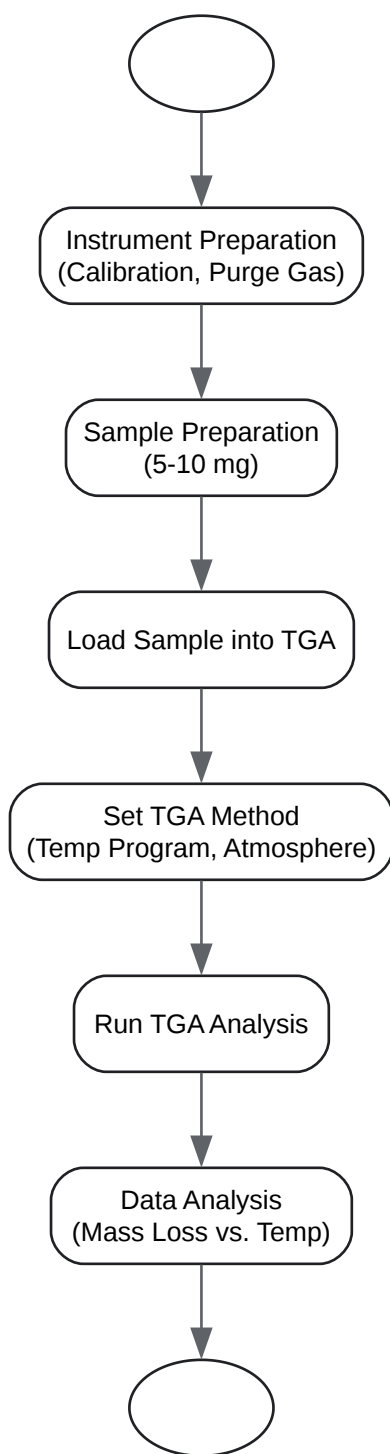 Instrument Preparation
(Calibration, Purge Gas)
Sample Preparation
(5-10 mg)
Load Sample into TGA
Set TGA Method
(Temp Program, Atmosphere)
Run TGA Analysis
Data Analysis
(Mass Loss vs. Temp)